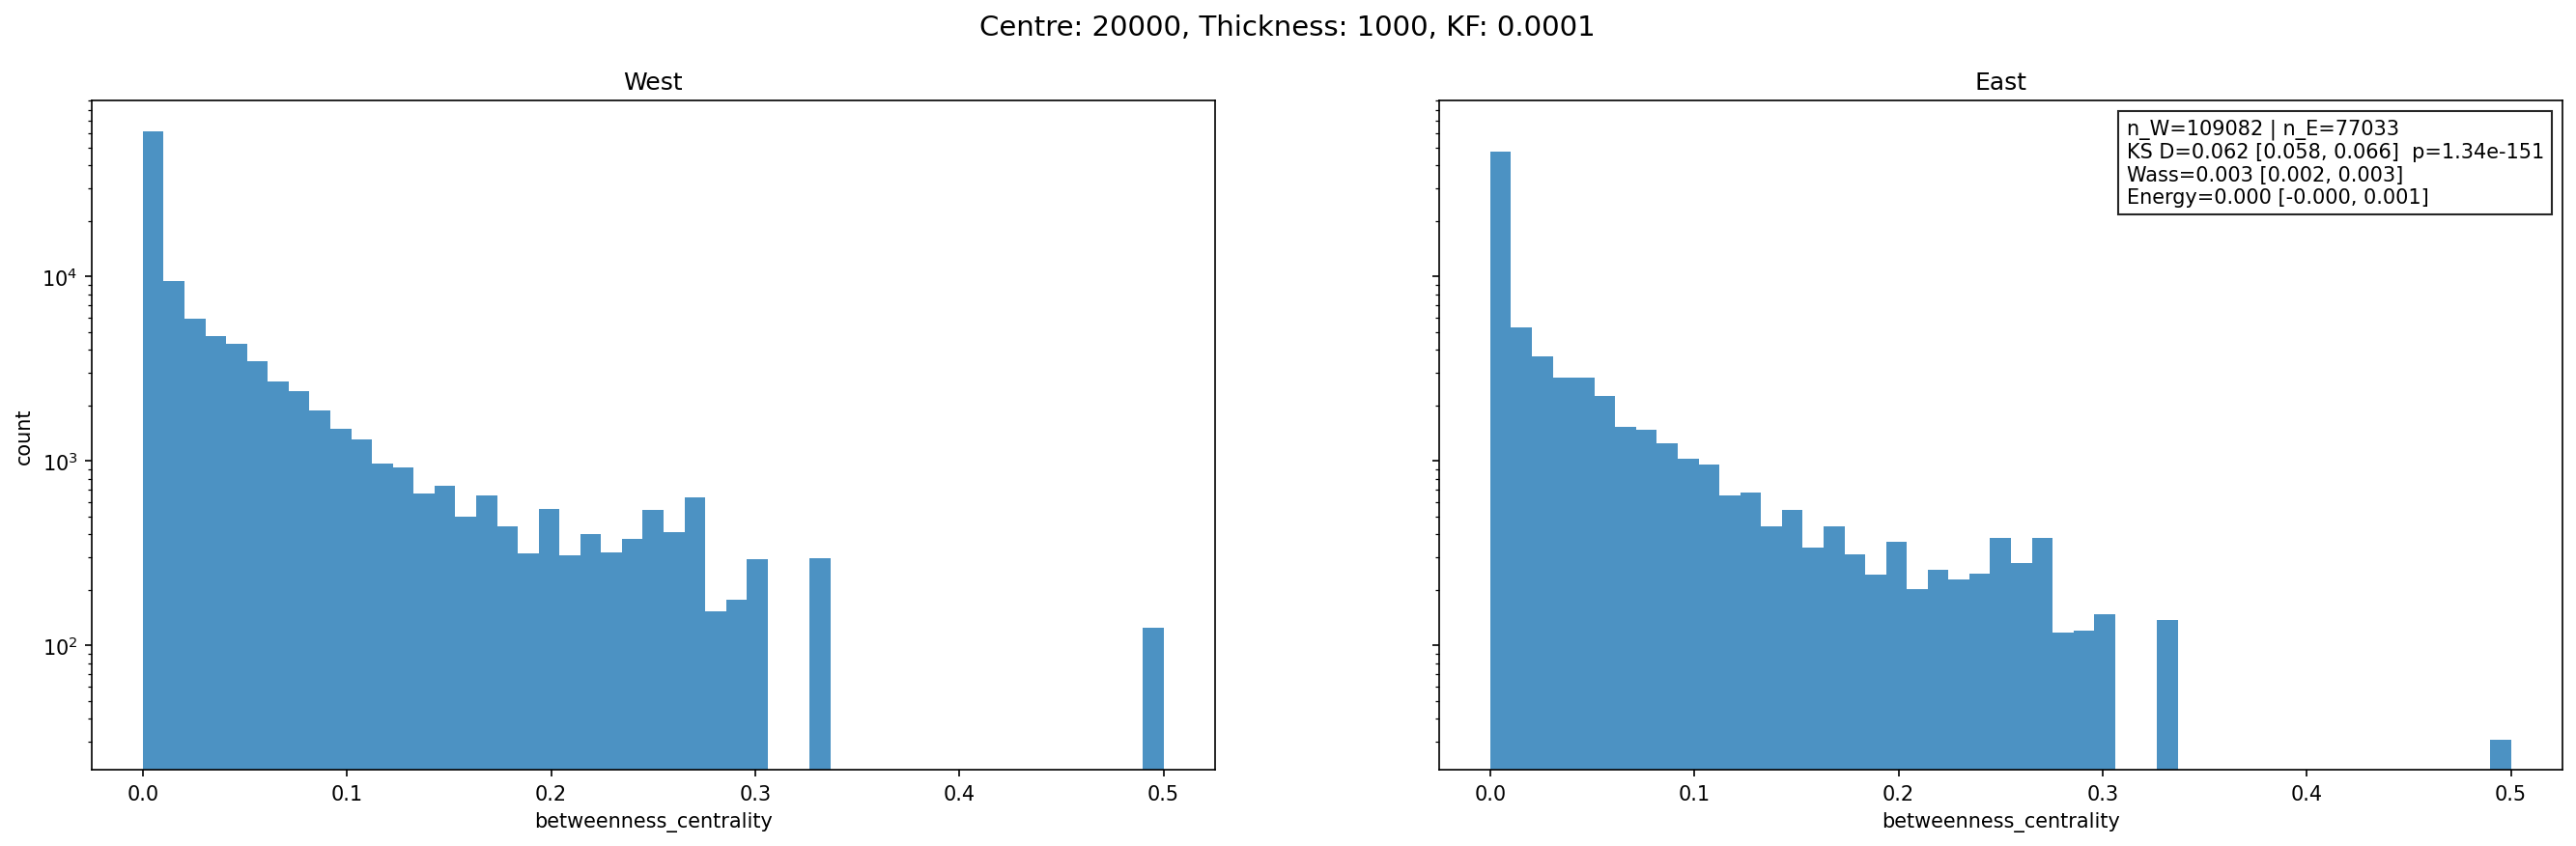 Centre: 20000, Thickness: 1000, KF: 0.0001
West
count
10⁴
10³
10²
0.0 0.1 0.2 0.3 0.4 0.5
betweenness_centrality
East
n_W=109082 | n_E=77033
KS D=0.062 [0.058, 0.066]  p=1.34e-151
Wass=0.003 [0.002, 0.003]
Energy=0.000 [-0.000, 0.001]
0.0 0.1 0.2 0.3 0.4 0.5
betweenness_centrality